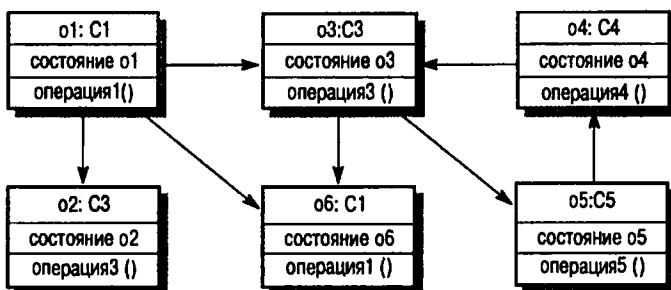 o1: C1
состояние o1
операция1()
o3:C3
состояние o3
операция3 ()
o4: C4
состояние o4
операция4 ()
o2: C3
состояние o2
операция3 ()
o6: C1
состояние o6
операция1 ()
o5:C5
состояние o5
операция5 ()